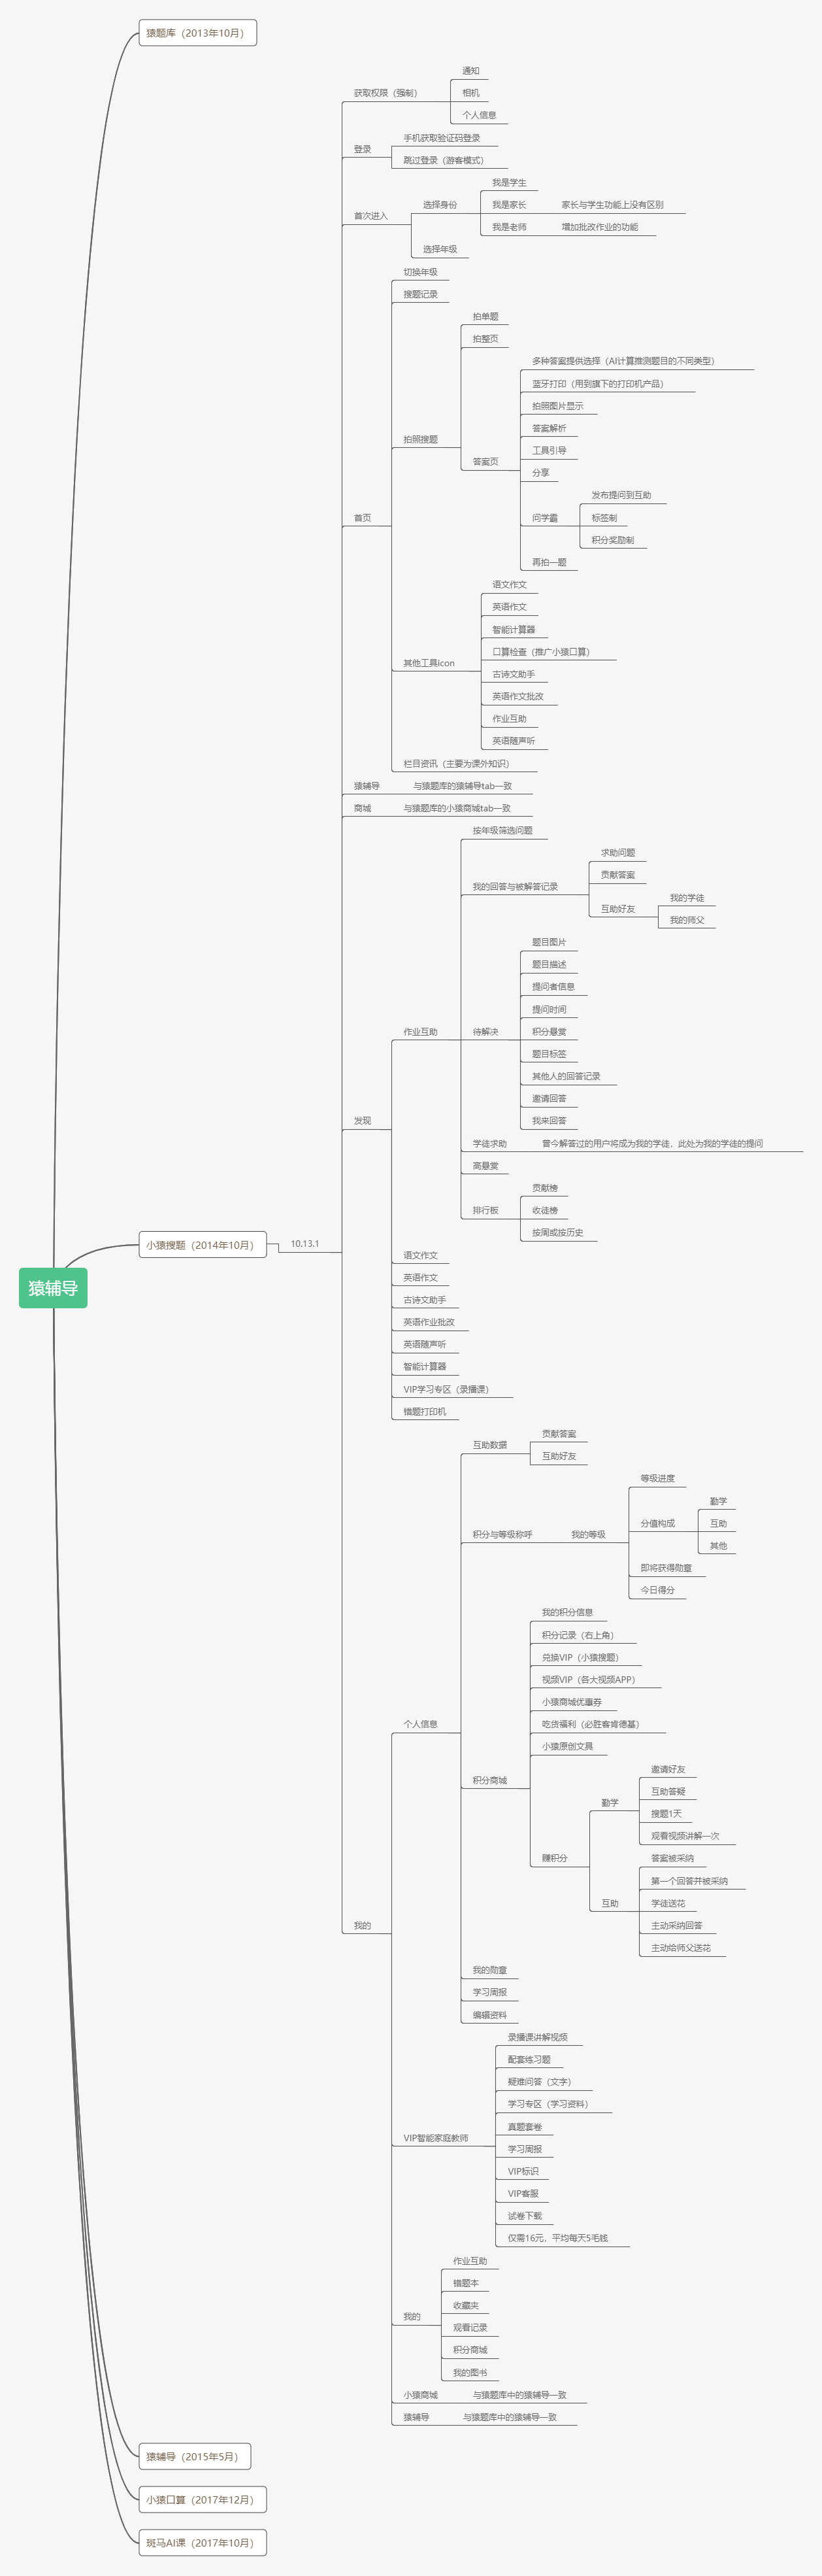 猿题库（2013年10月）
通知
获取权限（强制）
相机
个人信息
手机获取验证码登录
登录
跳过登录（游客模式）
我是学生
选择身份
我是家长
家长与学生功能上没有区别
首次进入
我是老师
增加批改作业的功能
选择年级
切换年级
搜题记录
拍单题
拍整页
多种答案提供选择（AI计算推测题目的不同类型）
蓝牙打印（用到旗下的打印机产品）
拍照图片显示
答案解析
拍照搜题
工具引导
答案页
分享
发布提问到互助
问学霸
标签制
首页
积分奖励制
再拍一题
语文作文
英语作文
智能计算器
口算检查（推广小猿口算）
其他工具icon
古诗文助手
英语作文批改
作业互助
英语随声听
栏目资讯（主要为课外知识）
猿辅导
与猿题库的猿辅导tab一致
商城
与猿题库的小猿商城tab一致
按年级筛选问题
求助问题
我的回答与被解答记录
贡献答案
互助好友
我的学徒
我的师父
题目图片
题目描述
提问者信息
提问时间
作业互助
待解决
积分悬赏
题目标签
其他人的回答记录
邀请回答
发现
我来回答
学徒求助
曾今解答过的用户将成为我的学徒，此处为我的学徒的提问
高悬赏
贡献榜
排行板
收徒榜
按周或按历史
小猿搜题（2014年10月）
10.13.1
语文作文
英语作文
猿辅导
古诗文助手
英语作业批改
英语随声听
智能计算器
VIP学习专区（录播课）
错题打印机
贡献答案
互助数据
互助好友
等级进度
勤学
积分与等级称呼
我的等级
分值构成
互助
其他
即将获得勋章
今日得分
我的积分信息
积分记录（右上角）
兑换VIP（小猿搜题）
视频VIP（各大视频APP）
小猿商城优惠券
个人信息
吃货福利（必胜客肯德基）
小猿原创文具
积分商城
邀请好友
勤学
互助答疑
搜题1天
观看视频讲解一次
赚积分
答案被采纳
第一个回答并被采纳
互助
学徒送花
我的
主动采纳回答
主动给师父送花
我的勋章
学习周报
编辑资料
录播课讲解视频
配套练习题
疑难问答（文字）
学习专区（学习资料）
真题套卷
VIP智能家庭教师
学习周报
VIP标识
VIP客服
试卷下载
仅需16元，平均每天5毛钱
作业互助
错题本
收藏夹
我的
观看记录
积分商城
我的图书
小猿商城
与猿题库中的猿辅导一致
猿辅导
与猿题库中的猿辅导一致
猿辅导（2015年5月）
小猿口算（2017年12月）
斑马AI课（2017年10月）